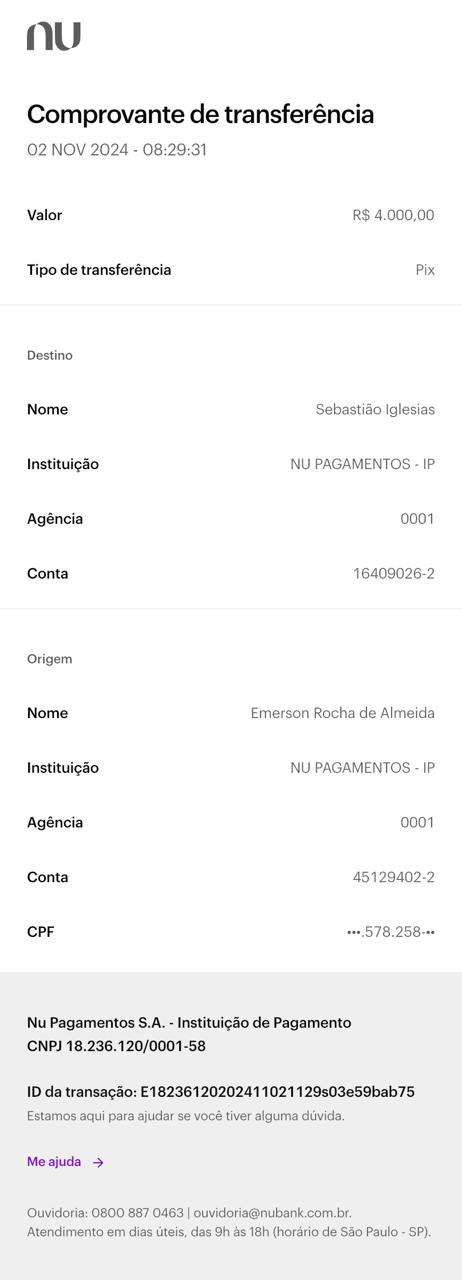 nu
Comprovante de transferência
02 NOV 2024 - 08:29:31
Valor R$ 4.000,00
Tipo de transferência Pix
Destino
Nome Sebastião Iglesias
Instituição NU PAGAMENTOS - IP
Agência 0001
Conta 16409026-2
Origem
Nome Emerson Rocha de Almeida
Instituição NU PAGAMENTOS - IP
Agência 0001
Conta 45129402-2
CPF •••.578.258-••
Nu Pagamentos S.A. - Instituição de Pagamento
CNPJ 18.236.120/0001-58
ID da transação: E18236120202411021129s03e59bab75
Estamos aqui para ajudar se você tiver alguma dúvida.
Me ajuda →
Ouvidoria: 0800 887 0463 | ouvidoria@nubank.com.br.
Atendimento em dias úteis, das 9h às 18h (horário de São Paulo - SP).